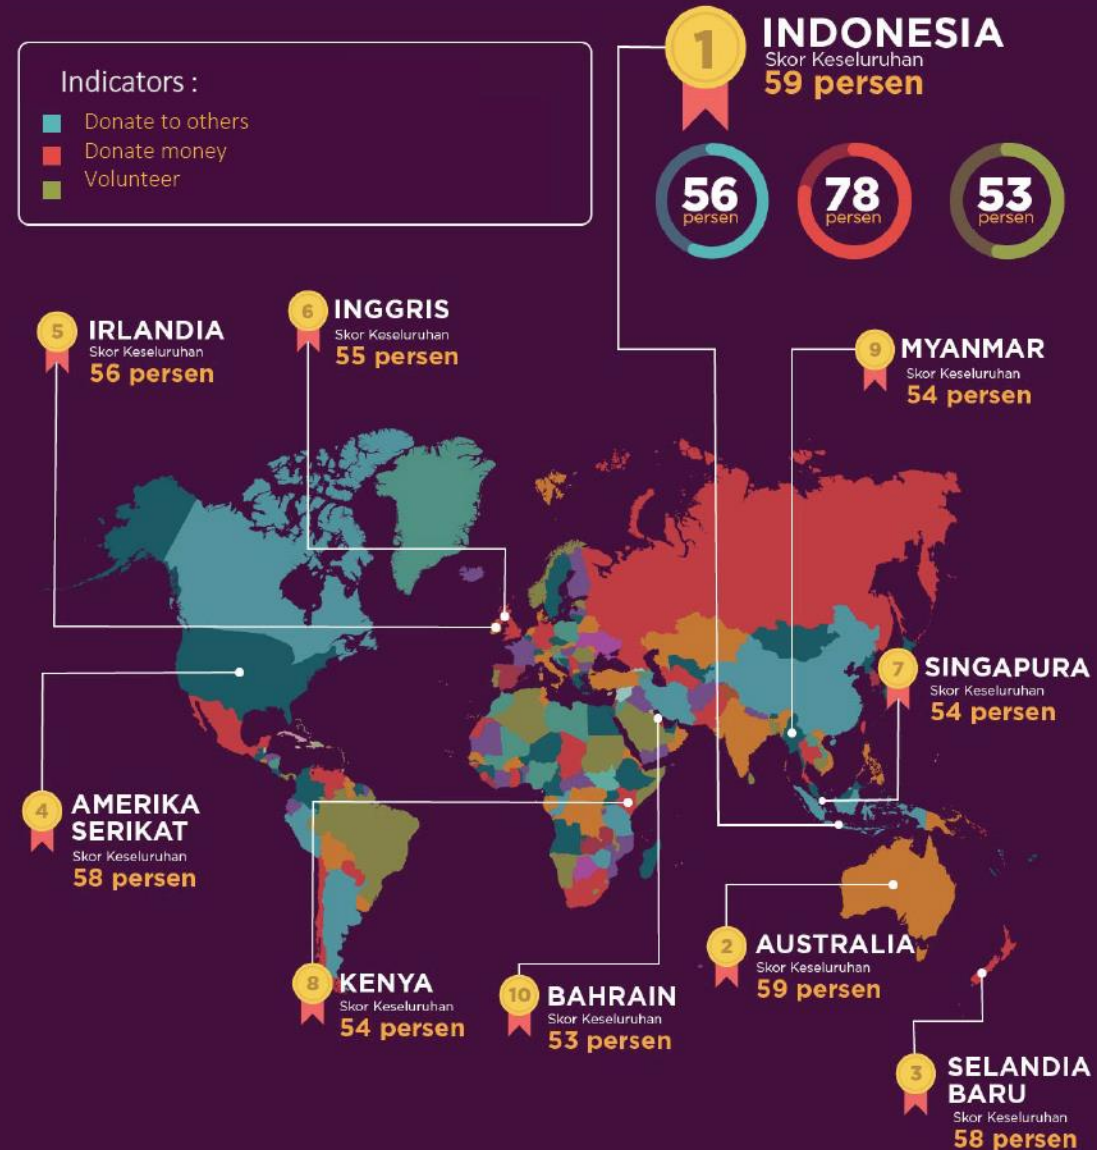 Indicators :
Donate to others
Donate money
Volunteer
1
INDONESIA
Skor Keseluruhan
59 persen
56
persen
78
persen
53
persen
5
IRLANDIA
Skor Keseluruhan
56 persen
6
INGGRIS
Skor Keseluruhan
55 persen
9
MYANMAR
Skor Keseluruhan
54 persen
7
SINGAPURA
Skor Keseluruhan
54 persen
4
AMERIKA
SERIKAT
Skor Keseluruhan
58 persen
8
KENYA
Skor Keseluruhan
54 persen
10
BAHRAIN
Skor Keseluruhan
53 persen
2
AUSTRALIA
Skor Keseluruhan
59 persen
3
SELANDIA
BARU
Skor Keseluruhan
58 persen